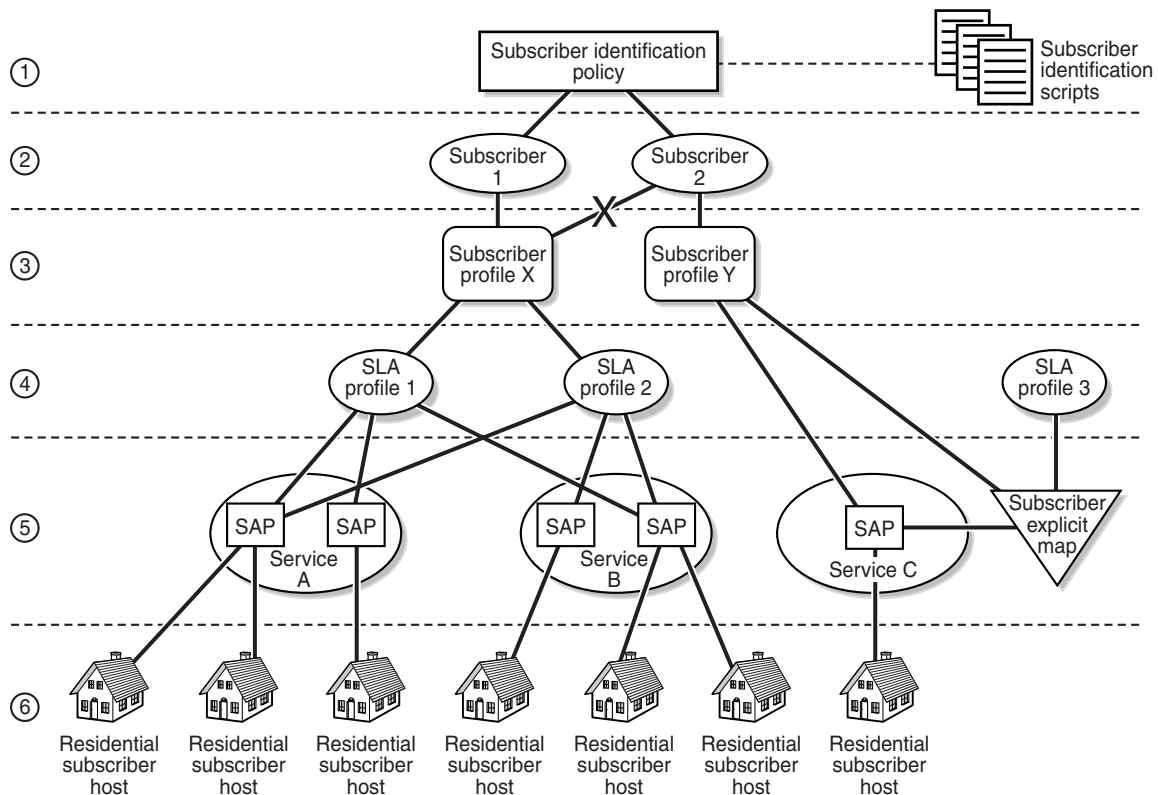 ①
Subscriber identification
policy
Subscriber
identification
scripts
②
Subscriber
1
Subscriber
2
X
③
Subscriber
profile X
Subscriber
profile Y
④
SLA
profile 1
SLA
profile 2
SLA
profile 3
⑤
SAP
SAP
Service
A
SAP
SAP
Service
B
SAP
Service C
Subscriber
explicit
map
⑥
Residential
subscriber
host
Residential
subscriber
host
Residential
subscriber
host
Residential
subscriber
host
Residential
subscriber
host
Residential
subscriber
host
Residential
subscriber
host